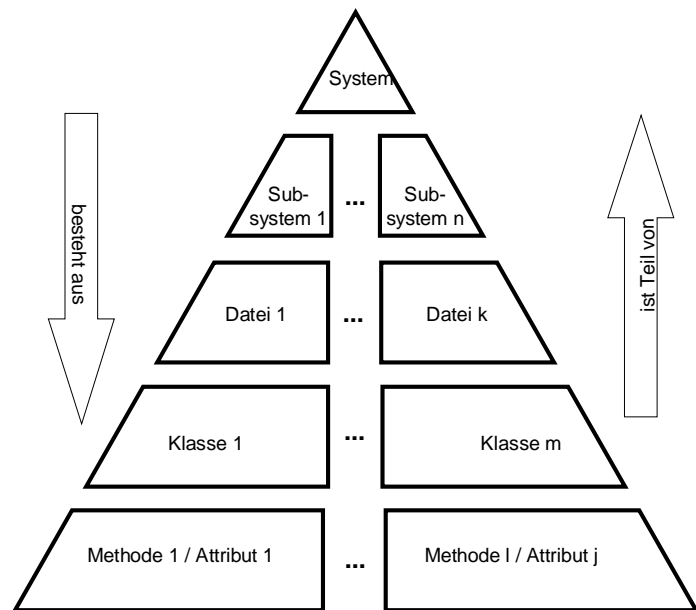 System
besteht aus
Sub-
system 1
...
Sub-
system n
ist Teil von
Datei 1
...
Datei k
Klasse 1
...
Klasse m
Methode 1 / Attribut 1
...
Methode l / Attribut j